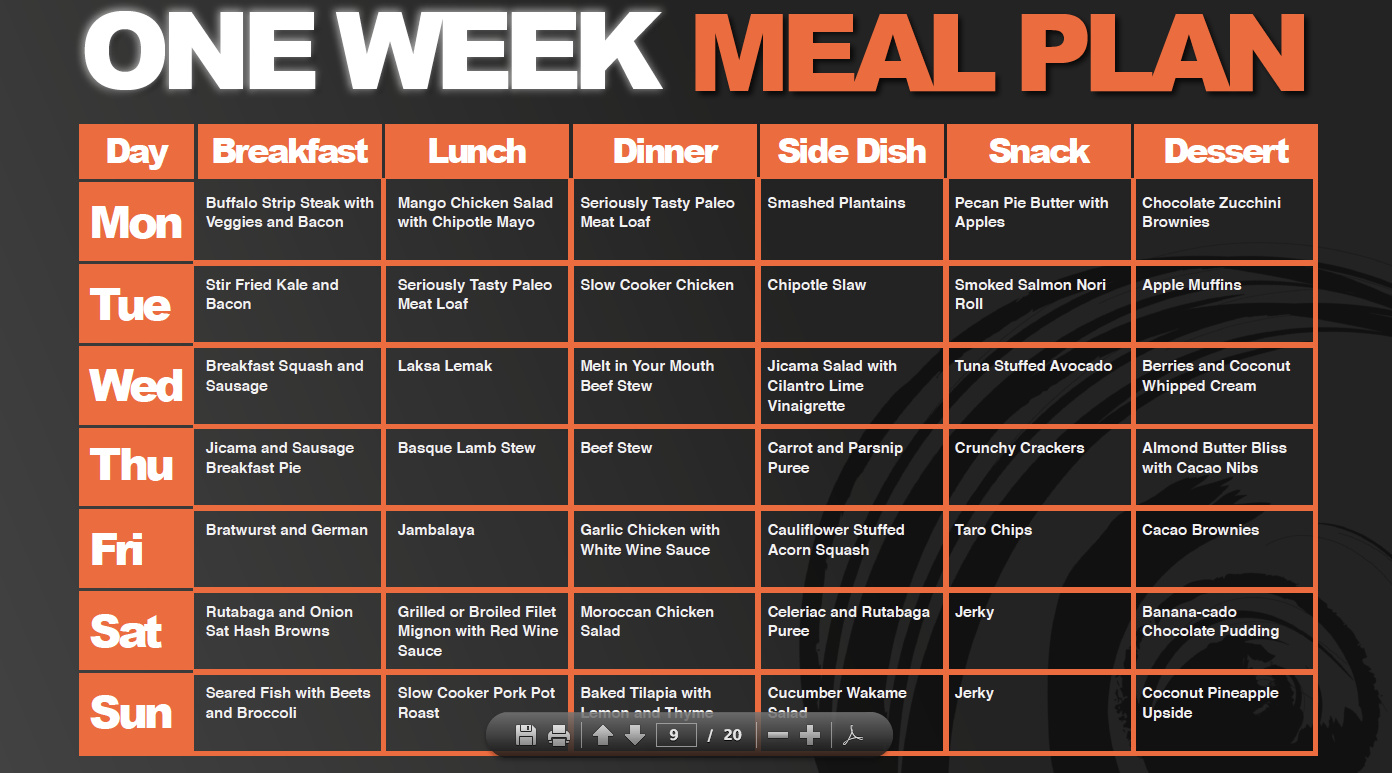 ONE WEEK MEAL PLAN
Day Breakfast Lunch Dinner Side Dish Snack Dessert
Mon
Buffalo Strip Steak with
Veggies and Bacon
Mango Chicken Salad
with Chipotle Mayo
Seriously Tasty Paleo
Meat Loaf
Smashed Plantains
Pecan Pie Butter with
Apples
Chocolate Zucchini
Brownies
Tue
Stir Fried Kale and
Bacon
Seriously Tasty Paleo
Meat Loaf
Slow Cooker Chicken
Chipotle Slaw
Smoked Salmon Nori
Roll
Apple Muffins
Wed
Breakfast Squash and
Sausage
Laksa Lemak
Melt in Your Mouth
Beef Stew
Jicama Salad with
Cilantro Lime
Vinaigrette
Tuna Stuffed Avocado
Berries and Coconut
Whipped Cream
Thu
Jicama and Sausage
Breakfast Pie
Basque Lamb Stew
Beef Stew
Carrot and Parsnip
Puree
Crunchy Crackers
Almond Butter Bliss
with Cacao Nibs
Fri
Bratwurst and German
Jambalaya
Garlic Chicken with
White Wine Sauce
Cauliflower Stuffed
Acorn Squash
Taro Chips
Cacao Brownies
Sat
Rutabaga and Onion
Sat Hash Browns
Grilled or Broiled Filet
Mignon with Red Wine
Sauce
Moroccan Chicken
Salad
Celeriac and Rutabaga
Puree
Jerky
Banana-cado
Chocolate Pudding
Sun
Seared Fish with Beets
and Broccoli
Slow Cooker Pork Pot
Roast
Baked Tilapia with
Lemon and Thyme
Cucumber Wakame
Salad
Jerky
Coconut Pineapple
Upside
9 / 20